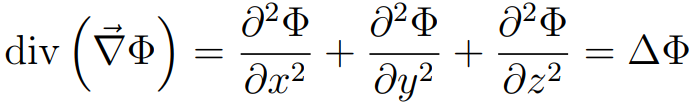 div(∇⃗Φ) = ∂²Φ/∂x² + ∂²Φ/∂y² + ∂²Φ/∂z² = ΔΦ